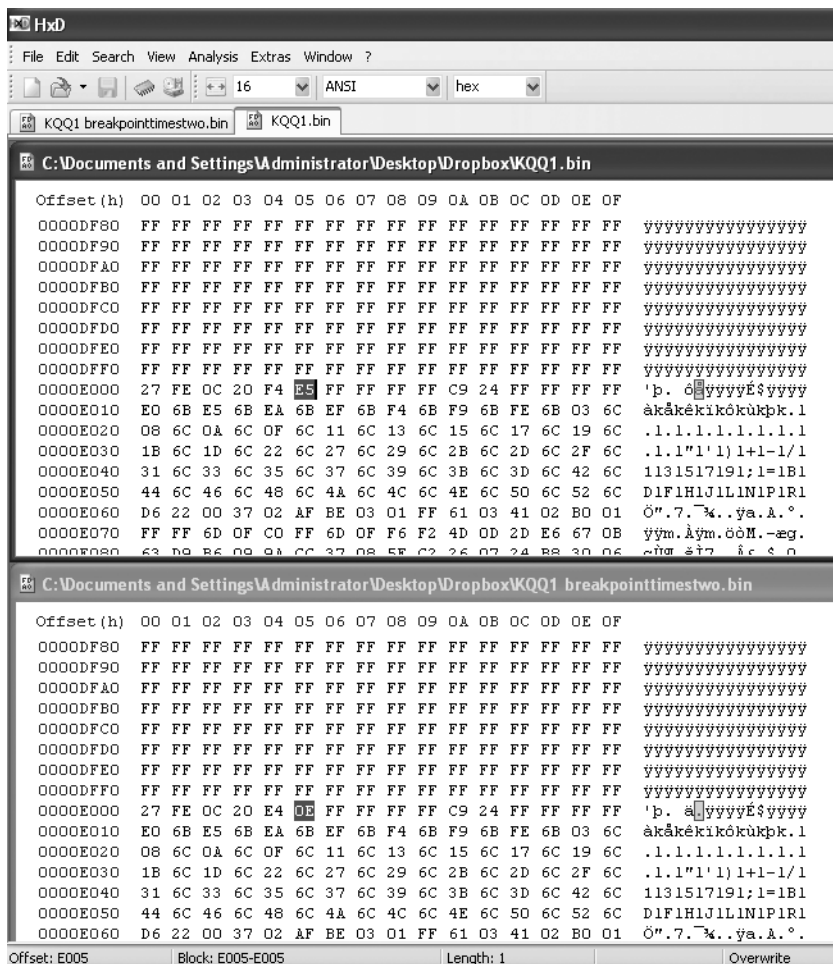 HxD
File Edit Search View Analysis Extras Window ?
16 ANSI hex
KQQ1 breakpointtimestwo.bin KQQ1.bin
C:\Documents and Settings\Administrator\Desktop\Dropbox\KQQ1.bin
Offset(h) 00 01 02 03 04 05 06 07 08 09 0A 0B 0C 0D 0E 0F
0000DF80 FF FF FF FF FF FF FF FF FF FF FF FF FF FF FF FF ÿÿÿÿÿÿÿÿÿÿÿÿÿÿÿÿ
0000DF90 FF FF FF FF FF FF FF FF FF FF FF FF FF FF FF FF ÿÿÿÿÿÿÿÿÿÿÿÿÿÿÿÿ
0000DFA0 FF FF FF FF FF FF FF FF FF FF FF FF FF FF FF FF ÿÿÿÿÿÿÿÿÿÿÿÿÿÿÿÿ
0000DFB0 FF FF FF FF FF FF FF FF FF FF FF FF FF FF FF FF ÿÿÿÿÿÿÿÿÿÿÿÿÿÿÿÿ
0000DFC0 FF FF FF FF FF FF FF FF FF FF FF FF FF FF FF FF ÿÿÿÿÿÿÿÿÿÿÿÿÿÿÿÿ
0000DFD0 FF FF FF FF FF FF FF FF FF FF FF FF FF FF FF FF ÿÿÿÿÿÿÿÿÿÿÿÿÿÿÿÿ
0000DFE0 FF FF FF FF FF FF FF FF FF FF FF FF FF FF FF FF ÿÿÿÿÿÿÿÿÿÿÿÿÿÿÿÿ
0000DFF0 FF FF FF FF FF FF FF FF FF FF FF FF FF FF FF FF ÿÿÿÿÿÿÿÿÿÿÿÿÿÿÿÿ
0000E000 27 FE 0C 20 F4 E5 FF FF FF FF C9 24 FF FF FF FF 'þ. ôåÿÿÿÿÉ$ÿÿÿÿ
0000E010 E0 6B E5 6B EA 6B EF 6B F4 6B F9 6B FE 6B 03 6C àkåkêkïkôkùkþk.l
0000E020 08 6C 0A 6C 0F 6C 11 6C 13 6C 15 6C 17 6C 19 6C .l.l.l.l.l.l.l.l
0000E030 1B 6C 1D 6C 22 6C 27 6C 29 6C 2B 6C 2D 6C 2F 6C .l.l"l'l)l+l-l/l
0000E040 31 6C 33 6C 35 6C 37 6C 39 6C 3B 6C 3D 6C 42 6C 1l3l5l7l9l;l=lBl
0000E050 44 6C 46 6C 48 6C 4A 6C 4C 6C 4E 6C 50 6C 52 6C DlFlHlJlLlNlPlRl
0000E060 D6 22 00 37 02 AF BE 03 01 FF 61 03 41 02 B0 01 Ö".7.¯¾..ÿa.A.°.
0000E070 FF FF 6D 0F C0 FF 6D 0F F6 F2 4D 0D 2D E6 67 0B ÿÿm.Àÿm.öòM.-æg.
C:\Documents and Settings\Administrator\Desktop\Dropbox\KQQ1 breakpointtimestwo.bin
Offset(h) 00 01 02 03 04 05 06 07 08 09 0A 0B 0C 0D 0E 0F
0000DF80 FF FF FF FF FF FF FF FF FF FF FF FF FF FF FF FF ÿÿÿÿÿÿÿÿÿÿÿÿÿÿÿÿ
0000DF90 FF FF FF FF FF FF FF FF FF FF FF FF FF FF FF FF ÿÿÿÿÿÿÿÿÿÿÿÿÿÿÿÿ
0000DFA0 FF FF FF FF FF FF FF FF FF FF FF FF FF FF FF FF ÿÿÿÿÿÿÿÿÿÿÿÿÿÿÿÿ
0000DFB0 FF FF FF FF FF FF FF FF FF FF FF FF FF FF FF FF ÿÿÿÿÿÿÿÿÿÿÿÿÿÿÿÿ
0000DFC0 FF FF FF FF FF FF FF FF FF FF FF FF FF FF FF FF ÿÿÿÿÿÿÿÿÿÿÿÿÿÿÿÿ
0000DFD0 FF FF FF FF FF FF FF FF FF FF FF FF FF FF FF FF ÿÿÿÿÿÿÿÿÿÿÿÿÿÿÿÿ
0000DFE0 FF FF FF FF FF FF FF FF FF FF FF FF FF FF FF FF ÿÿÿÿÿÿÿÿÿÿÿÿÿÿÿÿ
0000DFF0 FF FF FF FF FF FF FF FF FF FF FF FF FF FF FF FF ÿÿÿÿÿÿÿÿÿÿÿÿÿÿÿÿ
0000E000 27 FE 0C 20 E4 0E FF FF FF FF C9 24 FF FF FF FF 'þ. ä.ÿÿÿÿÉ$ÿÿÿÿ
0000E010 E0 6B E5 6B EA 6B EF 6B F4 6B F9 6B FE 6B 03 6C àkåkêkïkôkùkþk.l
0000E020 08 6C 0A 6C 0F 6C 11 6C 13 6C 15 6C 17 6C 19 6C .l.l.l.l.l.l.l.l
0000E030 1B 6C 1D 6C 22 6C 27 6C 29 6C 2B 6C 2D 6C 2F 6C .l.l"l'l)l+l-l/l
0000E040 31 6C 33 6C 35 6C 37 6C 39 6C 3B 6C 3D 6C 42 6C 1l3l5l7l9l;l=lBl
0000E050 44 6C 46 6C 48 6C 4A 6C 4C 6C 4E 6C 50 6C 52 6C DlFlHlJlLlNlPlRl
0000E060 D6 22 00 37 02 AF BE 03 01 FF 61 03 41 02 B0 01 Ö".7.¯¾..ÿa.A.°.
Offset: E005 Block: E005-E005 Length: 1 Overwrite